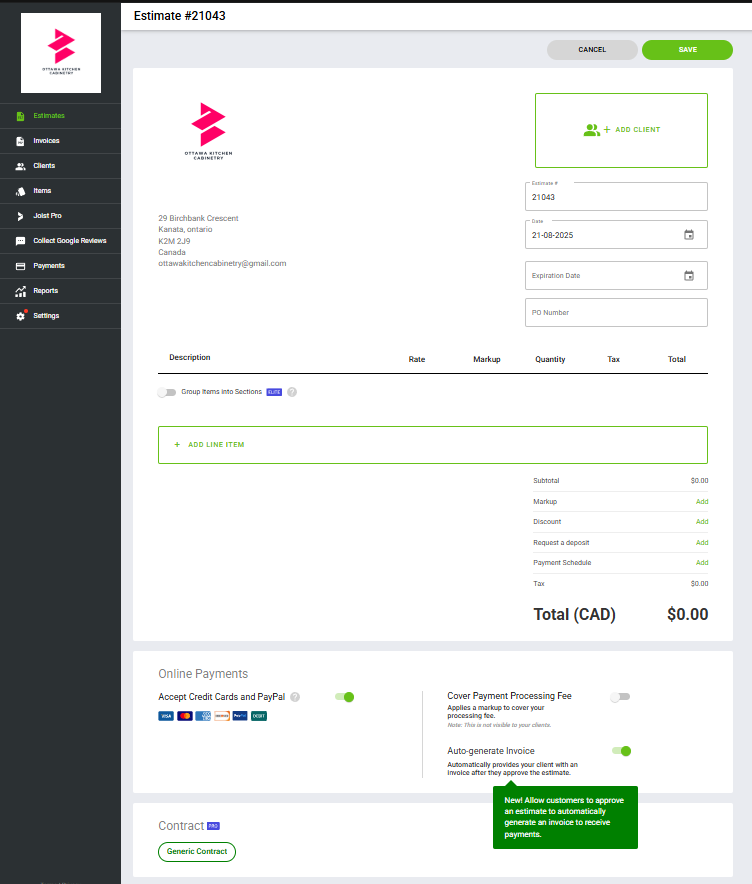 Estimate #21043
CANCEL
SAVE
OTTAWA KITCHEN
CABINETRY
Estimates
Invoices
Clients
Items
Joist Pro
Collect Google Reviews
Payments
Reports
Settings
OTTAWA KITCHEN
CABINETRY
+ ADD CLIENT
Estimate #
21043
Date
21-08-2025
Expiration Date
PO Number
29 Birchbank Crescent
Kanata, ontario
K2M 2J9
Canada
ottawakitchencabinetry@gmail.com
Description Rate Markup Quantity Tax Total
Group Items into Sections ELITE ?
+ ADD LINE ITEM
Subtotal $0.00
Markup Add
Discount Add
Request a deposit Add
Payment Schedule Add
Tax $0.00
Total (CAD) $0.00
Online Payments
Accept Credit Cards and PayPal ?
VISA PayPal DEBIT
Cover Payment Processing Fee
Applies a markup to cover your
processing fee.
Note: This is not visible to your clients.
Auto-generate Invoice
Automatically provides your client with an
invoice after they approve the estimate.
New! Allow customers to approve
an estimate to automatically
generate an invoice to receive
payments.
Contract PRO
Generic Contract